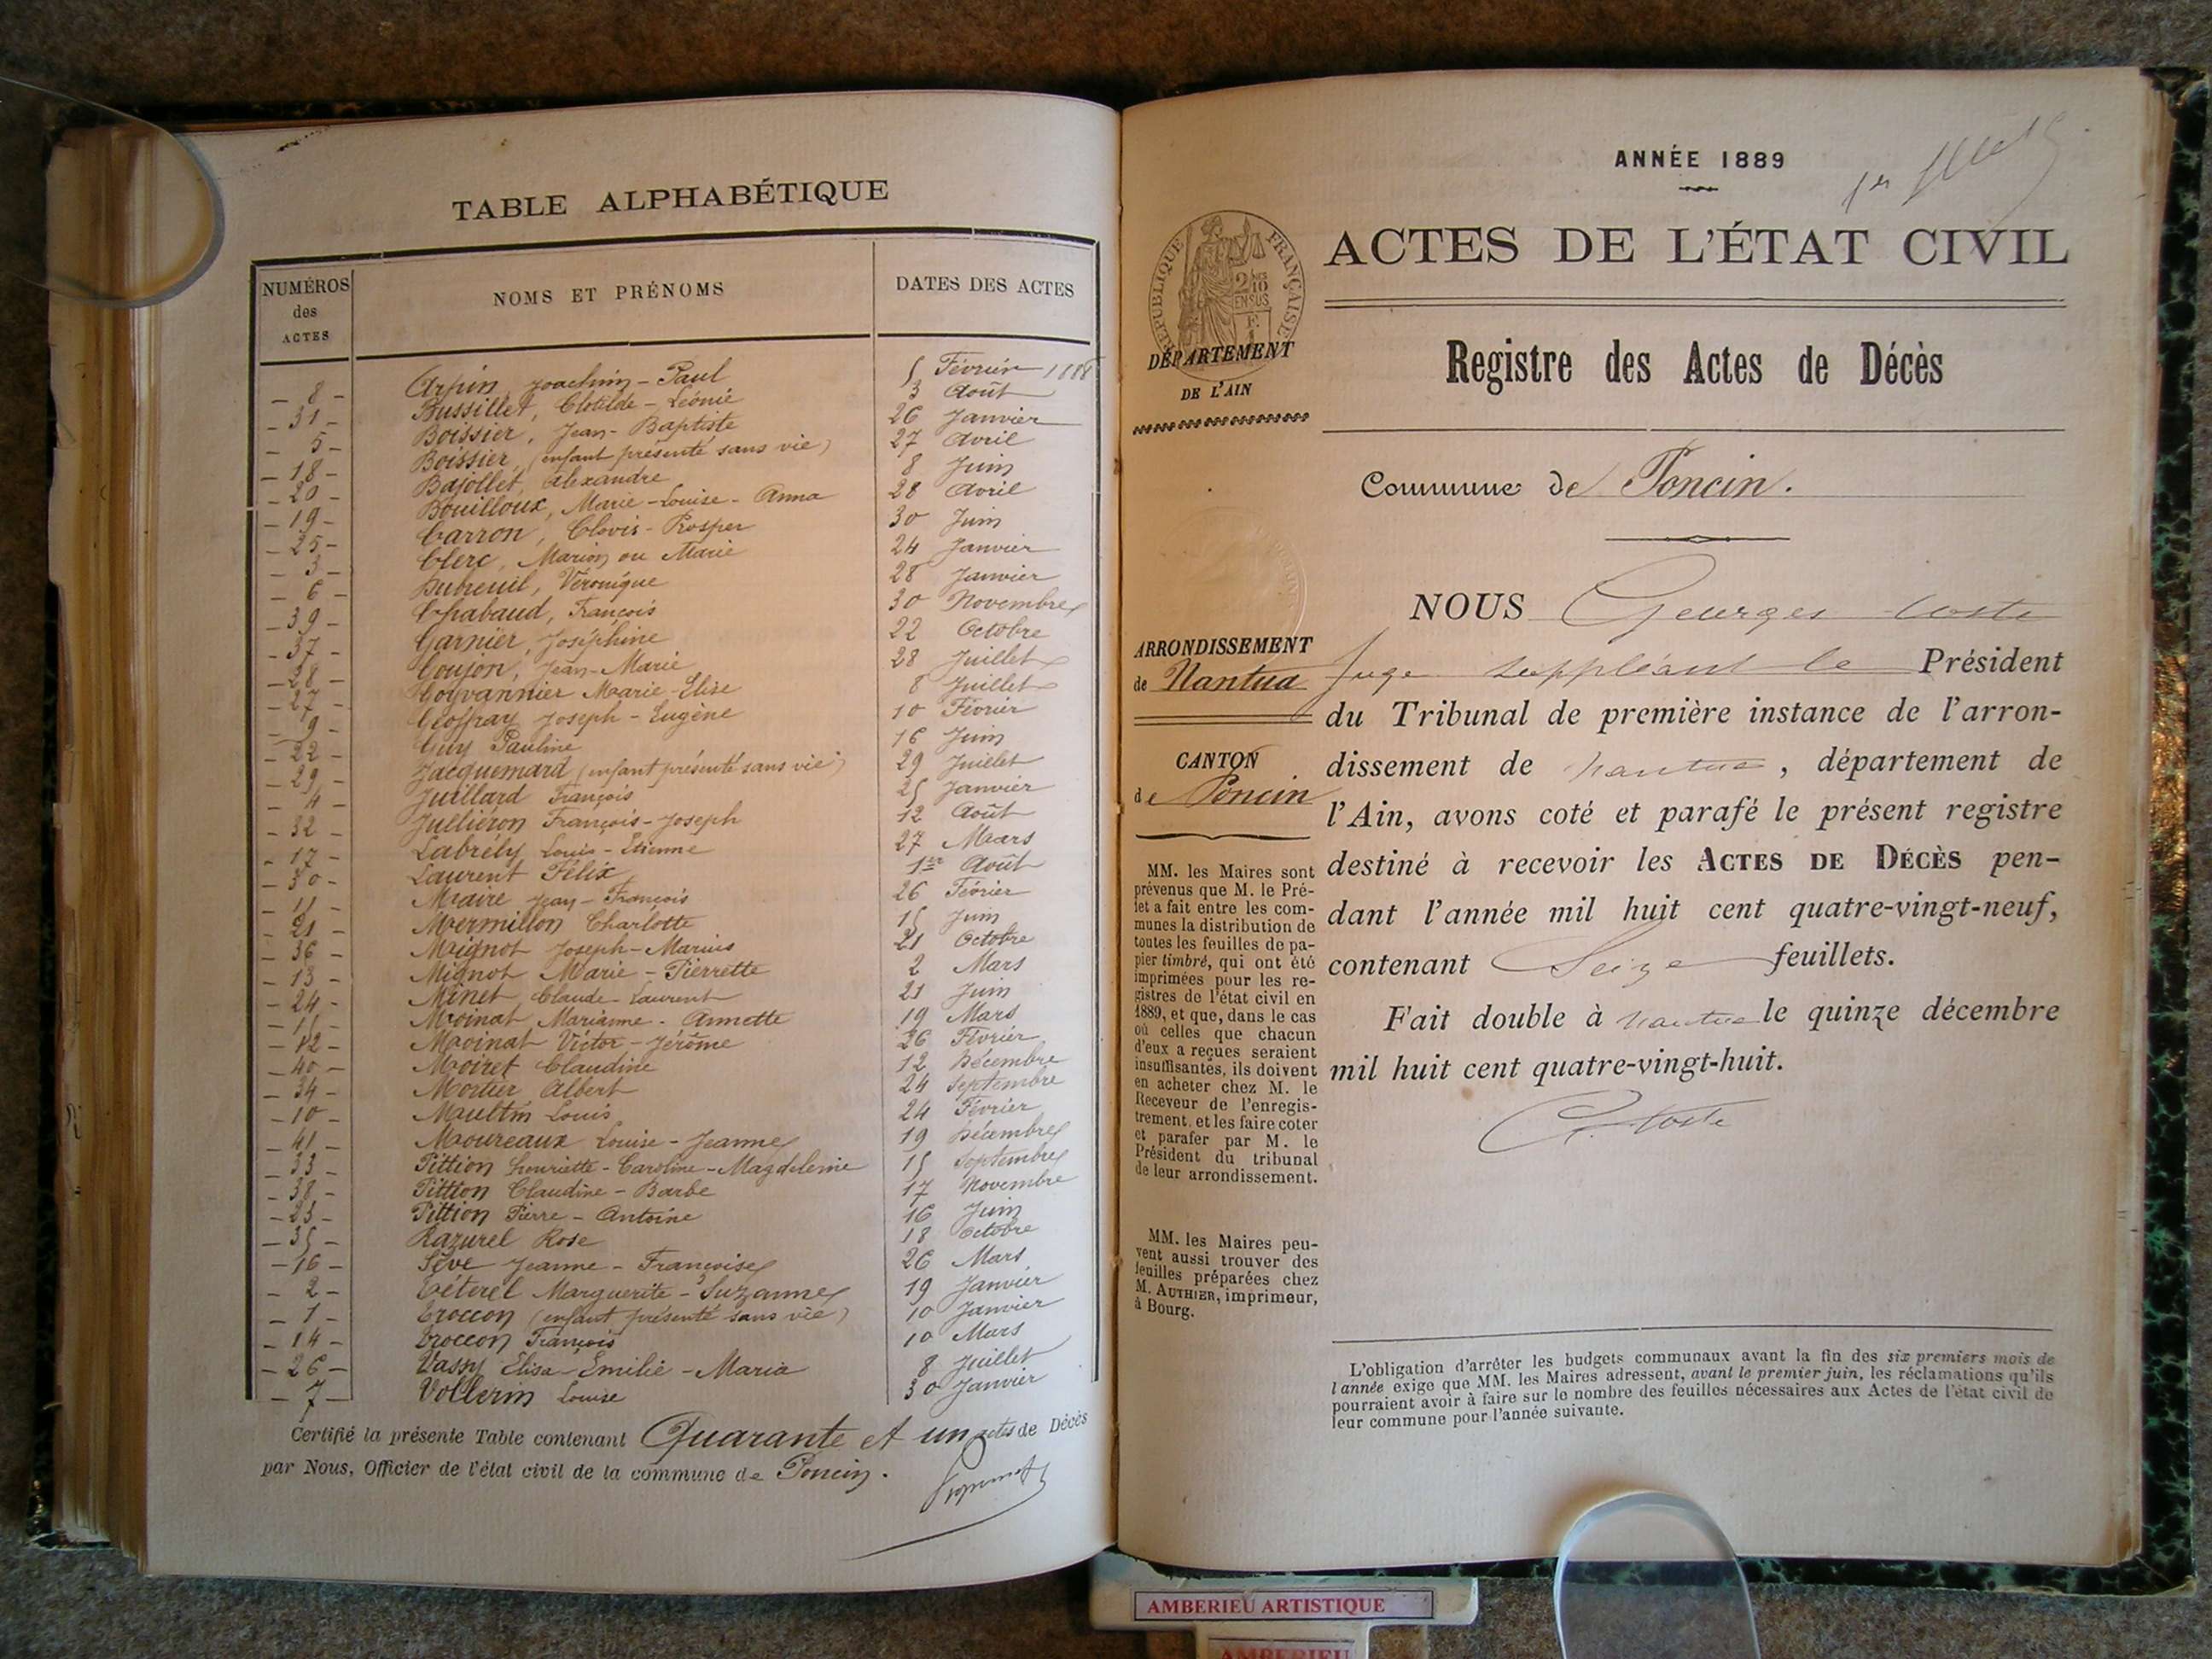 TABLE ALPHABÉTIQUE
NUMÉROS des ACTES
NOMS ET PRÉNOMS
DATES DES ACTES
8 Arpin, Joachim-Paul 5 Février 1888
31 Bussillet, Clotilde-Léonie 3 Août
5 Boissier, Jean-Baptiste 26 Janvier
18 Boissier, (enfant présenté sans vie) 27 Avril
20 Bajollet, Alexandre 8 Juin
19 Bouilloux, Marie-Louise-Anna 28 Avril
25 Carron, Clovis-Prosper 30 Juin
3 Clerc, Marion ou Marie 24 Janvier
6 Dubreuil, Véronique 28 Janvier
39 Chabaud, François 30 Novembre
37 Garnier, Joséphine 22 Octobre
28 Goujon, Jean-Marie 28 Juillet
27 Goyvannier Marie-Elise 8 Juillet
9 Geoffray Joseph-Eugène 10 Février
22 Guy Pauline 16 Juin
29 Jacquemard (enfant présenté sans vie) 29 Juillet
4 Juillard François 25 Janvier
32 Julliéron François-Joseph 12 Août
17 Labrély Louis-Etienne 27 Mars
30 Laurent Félix 1er Août
11 Maire Jean-François 26 Février
21 Mermillon Charlotte 15 Juin
36 Mignot Joseph-Marius 21 Octobre
13 Mignot Marie-Pierrette 2 Mars
24 Minet Claude-Laurent 21 Juin
15 Moinat Marianne-Annette 19 Mars
12 Moinat Victor-Jérôme 26 Février
40 Moiret Claudine 12 Décembre
34 Mortier Albert 24 Septembre
10 Louis 24 Février
41 Moureaux Louise-Jeanne 19 Décembre
33 Pittion Henriette-Caroline-Magdeleine 15 Septembre
38 Pittion Claudine-Barbe 17 Novembre
23 Pittion Pierre-Antoine 16 Juin
35 Razurel Rose 18 Octobre
16 Sève Jeanne-Françoise 26 Mars
2 Téterel Marguerite-Suzanne 19 Janvier
1 Troccon (enfant présenté sans vie) 10 Janvier
14 Troccon François 10 Mars
26 Vassy Elisa-Emilie-Maria 8 Juillet
7 Vollerin Louise 30 Janvier
Certifié la présente Table contenant Quarante et un actes de Décès
par Nous, Officier de l'état civil de la commune de Poncin.
ANNÉE 1889
1er
ACTES DE L'ÉTAT CIVIL
RÉPUBLIQUE FRANÇAISE
2/10 EN SUS
DÉPARTEMENT
DE L'AIN
Registre des Actes de Décès
Commune de Poncin.
NOUS Georges Coste
Juge suppléant le Président
du Tribunal de première instance de l'arron-
dissement de Nantua, département de
l'Ain, avons coté et parafé le présent registre
destiné à recevoir les ACTES DE DÉCÈS pen-
dant l'année mil huit cent quatre-vingt-neuf,
contenant Seize feuillets.
Fait double à Nantua le quinze décembre
mil huit cent quatre-vingt-huit.
G. Coste
ARRONDISSEMENT
de Nantua
CANTON
de Poncin
MM. les Maires sont
prévenus que M. le Pré-
fet a fait entre les com-
munes la distribution de
toutes les feuilles de pa-
pier timbré, qui ont été
imprimées pour les re-
gistres de l'état civil en
1889, et que, dans le cas
où celles que chacun
d'eux a reçues seraient
insuffisantes, ils doivent
en acheter chez M. le
Receveur de l'enregis-
trement, et les faire coter
et parafer par M. le
Président du tribunal
de leur arrondissement.
MM. les Maires peu-
vent aussi trouver des
feuilles préparées chez
M. AUTHIER, imprimeur,
à Bourg.
L'obligation d'arrêter les budgets communaux avant la fin des six premiers mois de
l'année exige que MM. les Maires adressent, avant le premier juin, les réclamations qu'ils
pourraient avoir à faire sur le nombre des feuilles nécessaires aux Actes de l'état civil de
leur commune pour l'année suivante.
AMBERIEU ARTISTIQUE
AMBERIEU